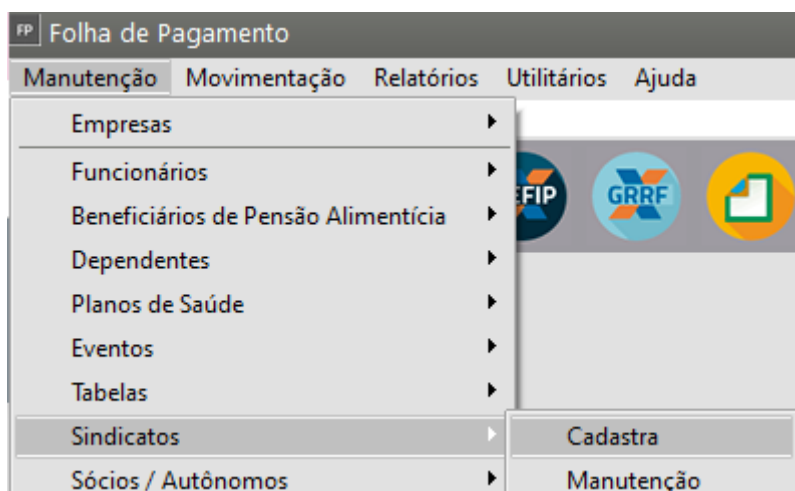 FP Folha de Pagamento
Manutenção Movimentação Relatórios Utilitários Ajuda
Empresas
Funcionários
EFIP GRRF
Beneficiários de Pensão Alimentícia
Dependentes
Planos de Saúde
Eventos
Tabelas
Sindicatos Cadastra
Sócios / Autônomos Manutenção